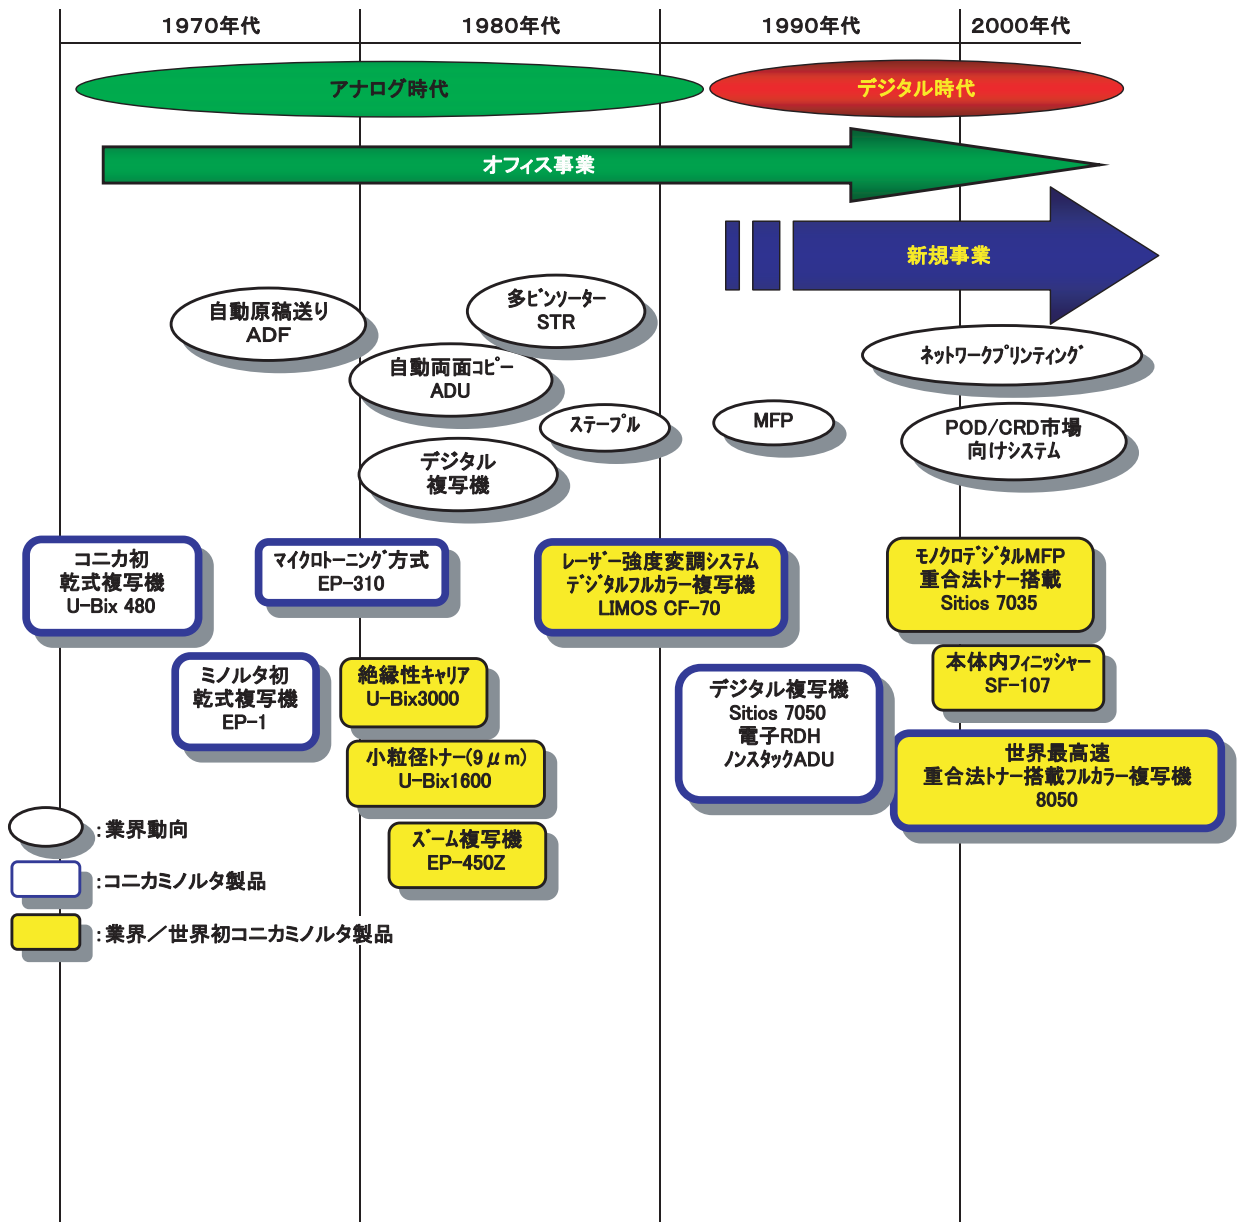 1970年代
1980年代
1990年代
2000年代
アナログ時代
デジタル時代
オフィス事業
新規事業
自動原稿送り
ADF
多ビンソーター
STR
自動両面コピー
ADU
ステープル
デジタル
複写機
MFP
ネットワークプリンティング
POD/CRD市場
向けシステム
コニカ初
乾式複写機
U-Bix 480
マイクロトーニング方式
EP-310
レーザー強度変調システム
デジタルフルカラー複写機
LIMOS CF-70
モノクロデジタルMFP
重合法トナー搭載
Sitios 7035
ミノルタ初
乾式複写機
EP-1
絶縁性キャリア
U-Bix3000
デジタル複写機
Sitios 7050
電子RDH
ノンスタックADU
本体内フィニッシャー
SF-107
小粒径トナー(9μm)
U-Bix1600
世界最高速
重合法トナー搭載フルカラー複写機
8050
ズーム複写機
EP-450Z
：業界動向
：コニカミノルタ製品
：業界／世界初コニカミノルタ製品